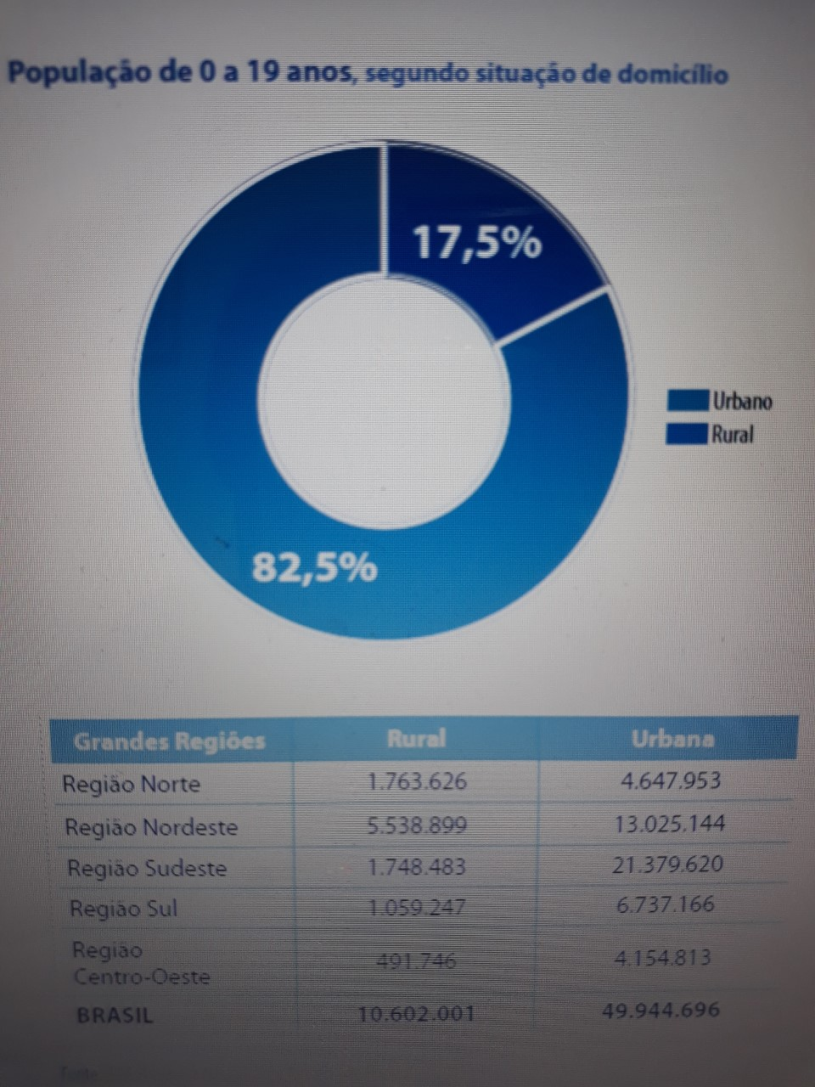 População de 0 a 19 anos, segundo situação de domicílio
17,5%
Urbano
Rural
82,5%
Grandes Regiões Rural Urbana
Região Norte 1.763.626 4.647.953
Região Nordeste 5.538.899 13.025.144
Região Sudeste 1.748.483 21.379.620
Região Sul 1.059.247 6.737.166
Região
Centro-Oeste 491.746 4.154.813
BRASIL 10.602.001 49.944.696